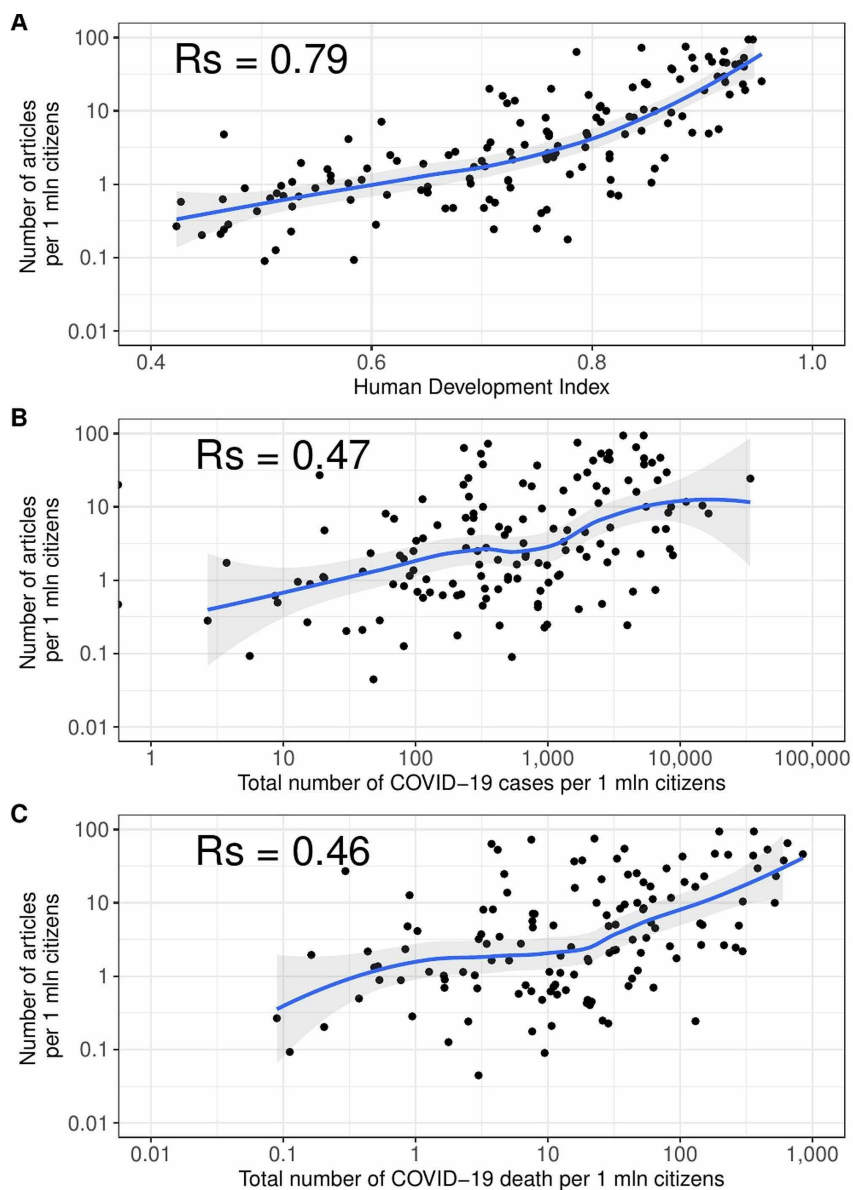 A
Rs = 0.79
Number of articles
per 1 mln citizens
100
10
1
0.1
0.01
0.4
0.6
0.8
1.0
Human Development Index
B
Rs = 0.47
Number of articles
per 1 mln citizens
100
10
1
0.1
0.01
1
10
100
1,000
10,000
100,000
Total number of COVID−19 cases per 1 mln citizens
C
Rs = 0.46
Number of articles
per 1 mln citizens
100
10
1
0.1
0.01
0.01
0.1
1
10
100
1,000
Total number of COVID−19 death per 1 mln citizens